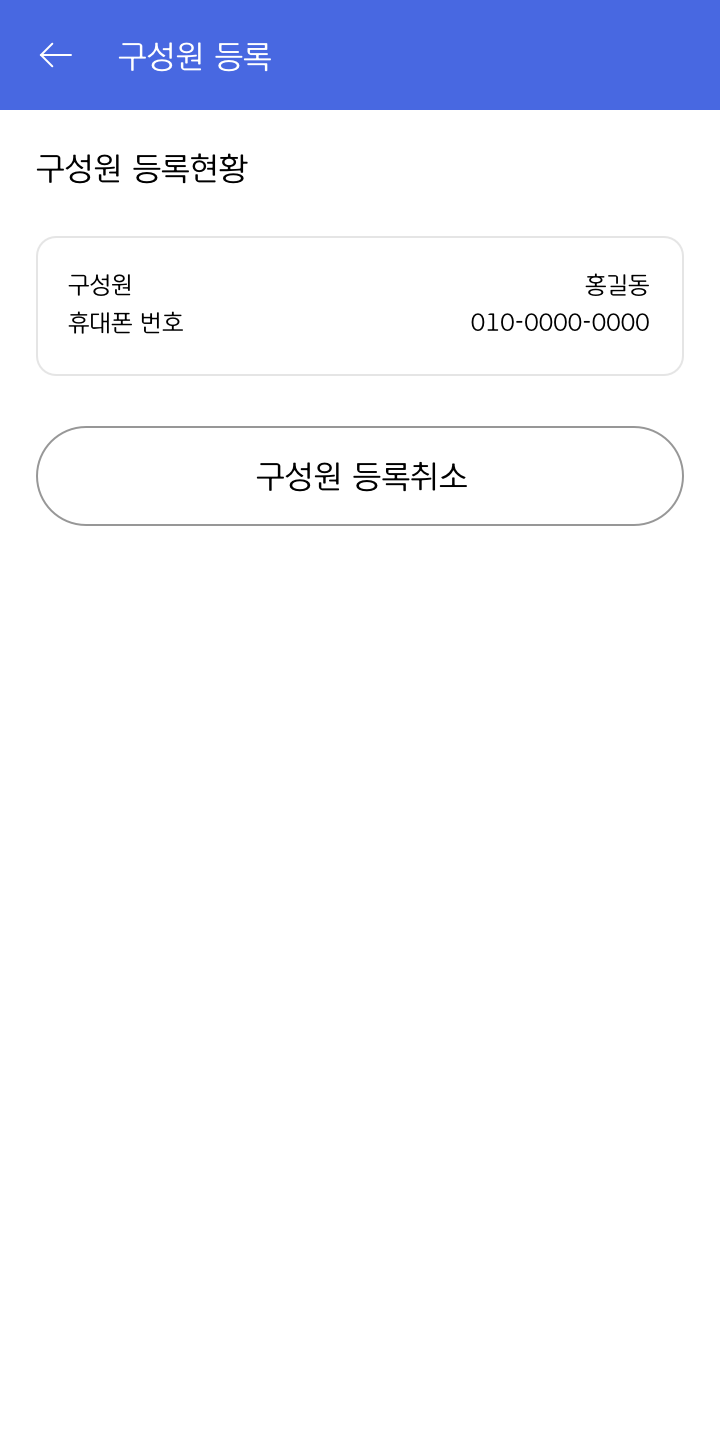 구성원 등록
구성원 등록현황
구성원 홍길동
휴대폰 번호 010-0000-0000
구성원 등록취소